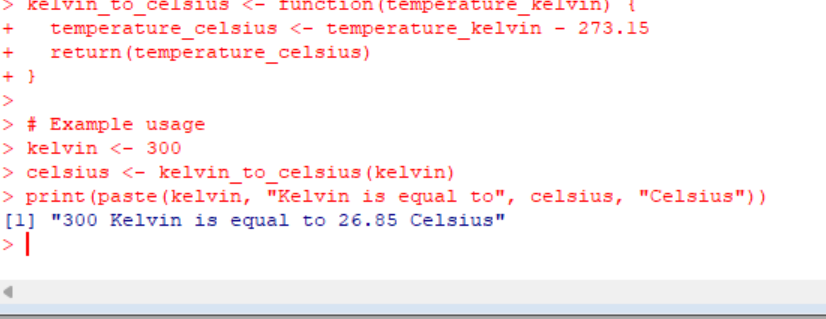 > kelvin_to_celsius <- function(temperature_kelvin) {
+   temperature_celsius <- temperature_kelvin - 273.15
+   return(temperature_celsius)
+ }
>
> # Example usage
> kelvin <- 300
> celsius <- kelvin_to_celsius(kelvin)
> print(paste(kelvin, "Kelvin is equal to", celsius, "Celsius"))
[1] "300 Kelvin is equal to 26.85 Celsius"
>